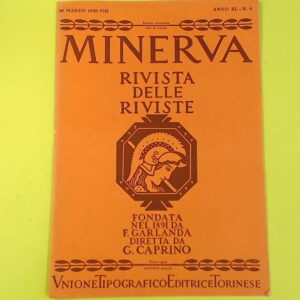 MARZO 1930-VIII
ANNO XL - N. 6
MINERVA
RIVISTA
DELLE
RIVISTE
FONDATA
NEL 1891 DA
F. GARLANDA
DIRETTA DA
G. CAPRINO
VNIONE TIPOGRAFICO EDITRICE TORINESE